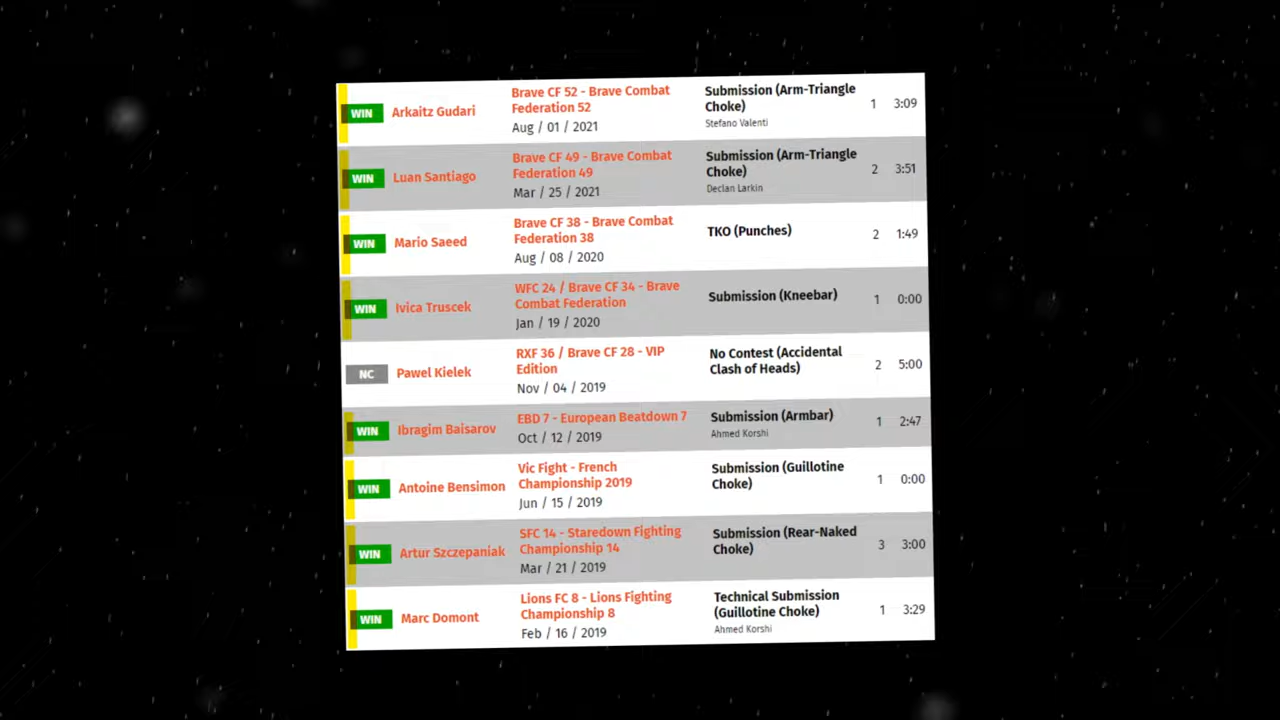 WIN Arkaitz Gudari Brave CF 52 - Brave Combat Federation 52 Aug / 01 / 2021 Submission (Arm-Triangle Choke) Stefano Valenti 1 3:09
WIN Luan Santiago Brave CF 49 - Brave Combat Federation 49 Mar / 25 / 2021 Submission (Arm-Triangle Choke) Declan Larkin 2 3:51
WIN Mario Saeed Brave CF 38 - Brave Combat Federation 38 Aug / 08 / 2020 TKO (Punches) 2 1:49
WIN Ivica Truscek WFC 24 / Brave CF 34 - Brave Combat Federation Jan / 19 / 2020 Submission (Kneebar) 1 0:00
NC Pawel Kielek RXF 36 / Brave CF 28 - VIP Edition Nov / 04 / 2019 No Contest (Accidental Clash of Heads) 2 5:00
WIN Ibragim Baisarov EBD 7 - European Beatdown 7 Oct / 12 / 2019 Submission (Armbar) Ahmed Korshi 1 2:47
WIN Antoine Bensimon Vic Fight - French Championship 2019 Jun / 15 / 2019 Submission (Guillotine Choke) 1 0:00
WIN Artur Szczepaniak SFC 14 - Staredown Fighting Championship 14 Mar / 21 / 2019 Submission (Rear-Naked Choke) 3 3:00
WIN Marc Domont Lions FC 8 - Lions Fighting Championship 8 Feb / 16 / 2019 Technical Submission (Guillotine Choke) Ahmed Korshi 1 3:29